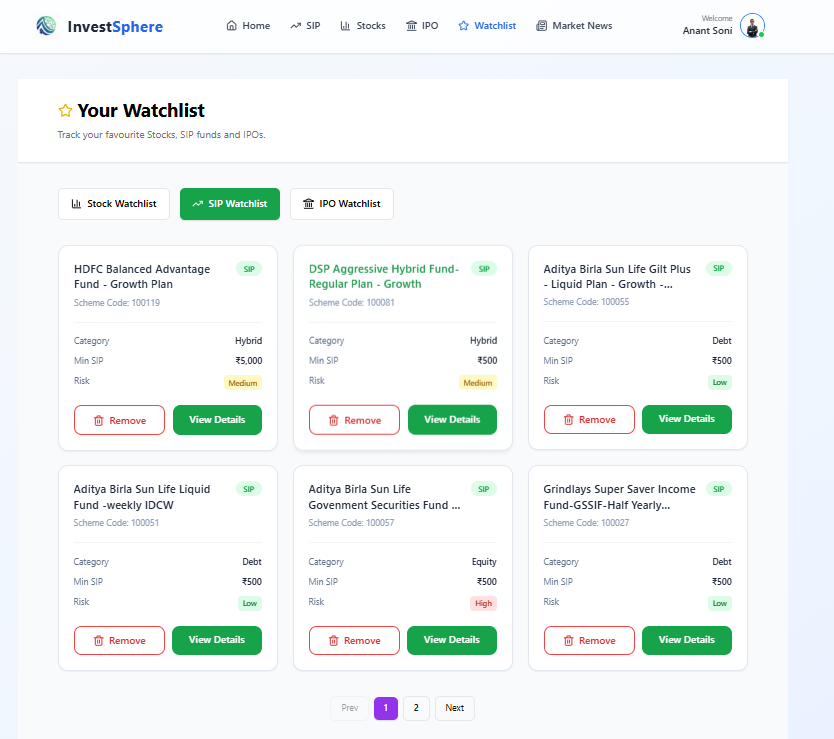 InvestSphere
Home SIP Stocks IPO Watchlist Market News
Welcome
Anant Soni
Your Watchlist
Track your favourite Stocks, SIP funds and IPOs.
Stock Watchlist SIP Watchlist IPO Watchlist
HDFC Balanced Advantage
Fund - Growth Plan
SIP
Scheme Code: 100119
Category Hybrid
Min SIP ₹5,000
Risk Medium
Remove View Details
DSP Aggressive Hybrid Fund-
Regular Plan - Growth
SIP
Scheme Code: 100081
Category Hybrid
Min SIP ₹500
Risk Medium
Remove View Details
Aditya Birla Sun Life Gilt Plus
- Liquid Plan - Growth -...
SIP
Scheme Code: 100055
Category Debt
Min SIP ₹500
Risk Low
Remove View Details
Aditya Birla Sun Life Liquid
Fund -weekly IDCW
SIP
Scheme Code: 100051
Category Debt
Min SIP ₹500
Risk Low
Remove View Details
Aditya Birla Sun Life
Govenment Securities Fund ...
SIP
Scheme Code: 100057
Category Equity
Min SIP ₹500
Risk High
Remove View Details
Grindlays Super Saver Income
Fund-GSSIF-Half Yearly...
SIP
Scheme Code: 100027
Category Debt
Min SIP ₹500
Risk Low
Remove View Details
Prev 1 2 Next